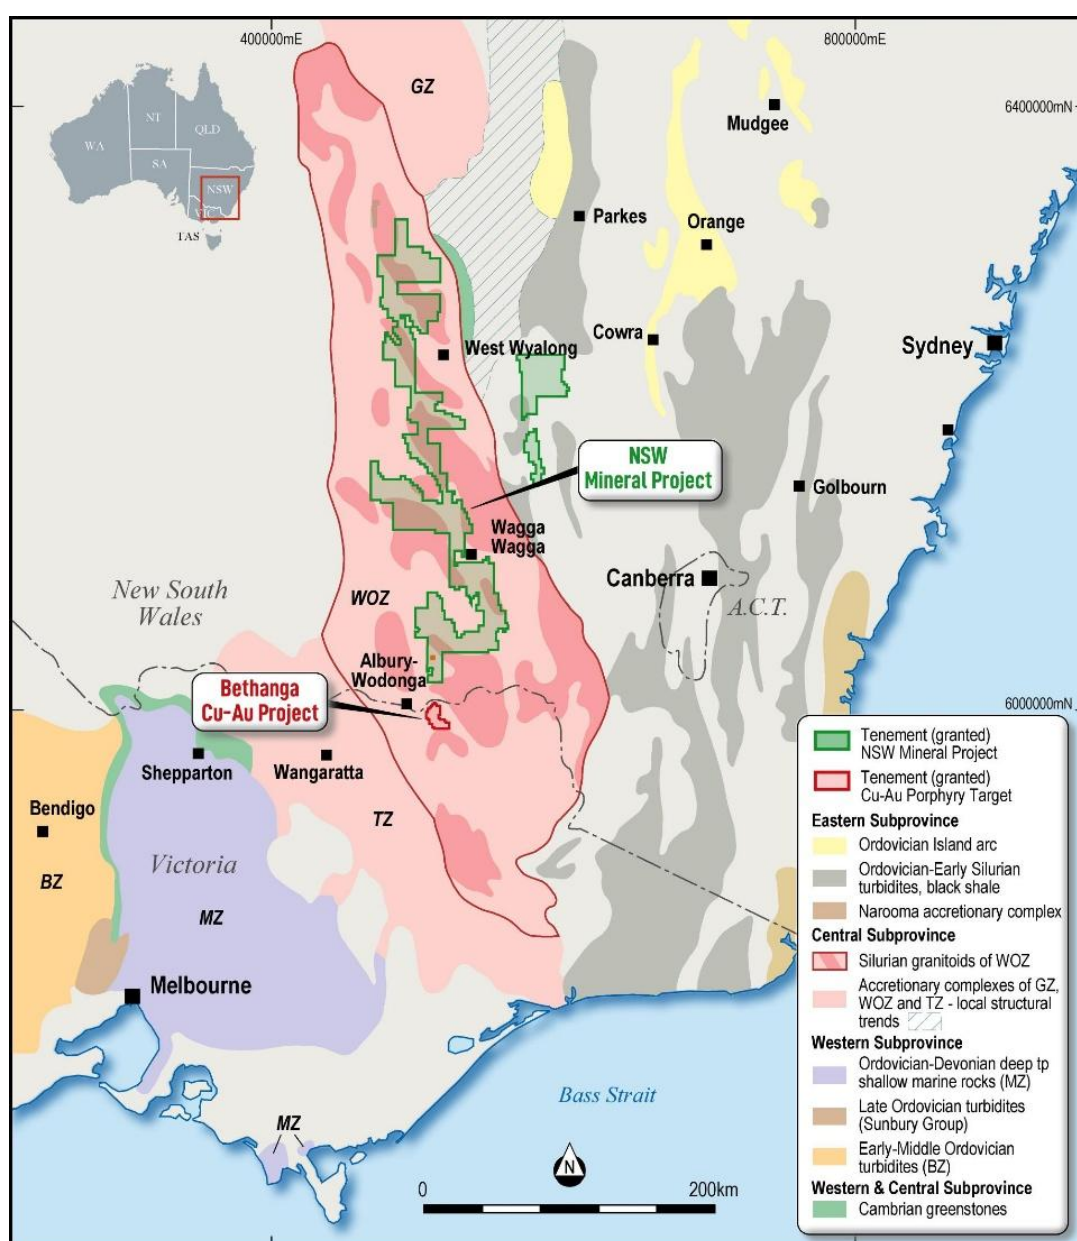 400000mE
800000mE
GZ
6400000mN
Mudgee
NT
QLD
WA
SA
NSW
VIC
TAS
Parkes
Orange
Cowra
West Wyalong
Sydney
NSW
Mineral Project
Golbourn
Wagga
Wagga
Canberra
A.C.T.
New South
Wales
WOZ
Albury-
Wodonga
Bethanga
Cu-Au Project
6000000mN
Shepparton
Wangaratta
Bendigo
TZ
Victoria
BZ
MZ
Melbourne
Bass Strait
MZ
N
0
200km
Tenement (granted)
NSW Mineral Project
Tenement (granted)
Cu-Au Porphyry Target
Eastern Subprovince
Ordovician Island arc
Ordovician-Early Silurian
turbidites, black shale
Narooma accretionary complex
Central Subprovince
Silurian granitoids of WOZ
Accretionary complexes of GZ,
WOZ and TZ - local structural
trends
Western Subprovince
Ordovician-Devonian deep tp
shallow marine rocks (MZ)
Late Ordovician turbidites
(Sunbury Group)
Early-Middle Ordovician
turbidites (BZ)
Western & Central Subprovince
Cambrian greenstones